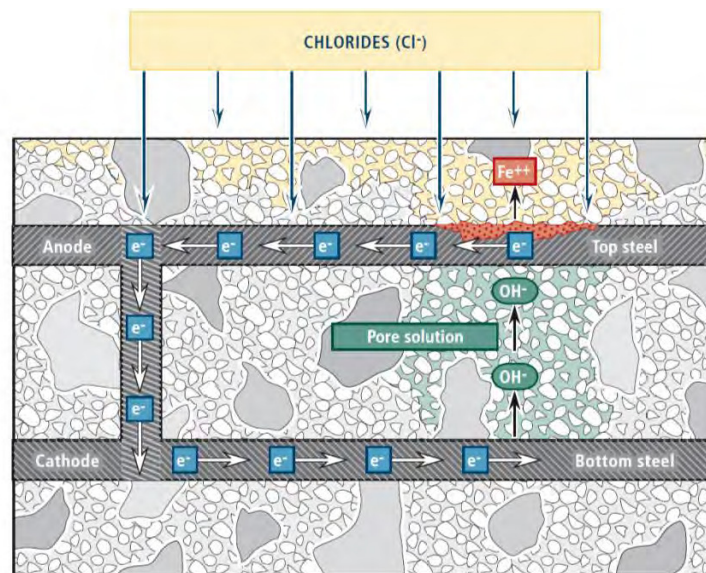 CHLORIDES (Cl-)
Fe++
Anode
e-
e-
e-
e-
e-
Top steel
e-
OH-
Pore solution
OH-
e-
Cathode
e-
e-
e-
e-
Bottom steel